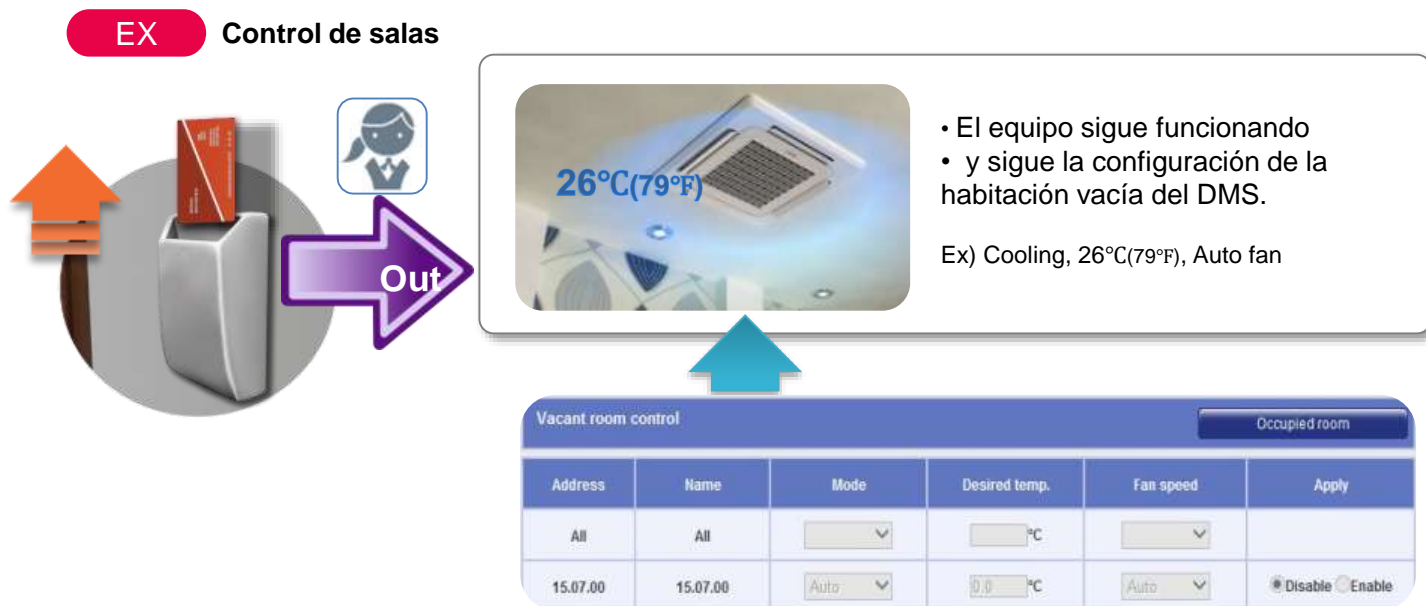 EX
Control de salas
Out
26℃(79℉)
• El equipo sigue funcionando
• y sigue la configuración de la
habitación vacía del DMS.
Ex) Cooling, 26℃(79℉), Auto fan
Vacant room control
Occupied room
Address Name Mode Desired temp. Fan speed Apply
All All °C
15.07.00 15.07.00 Auto 0.0 °C Auto Disable Enable